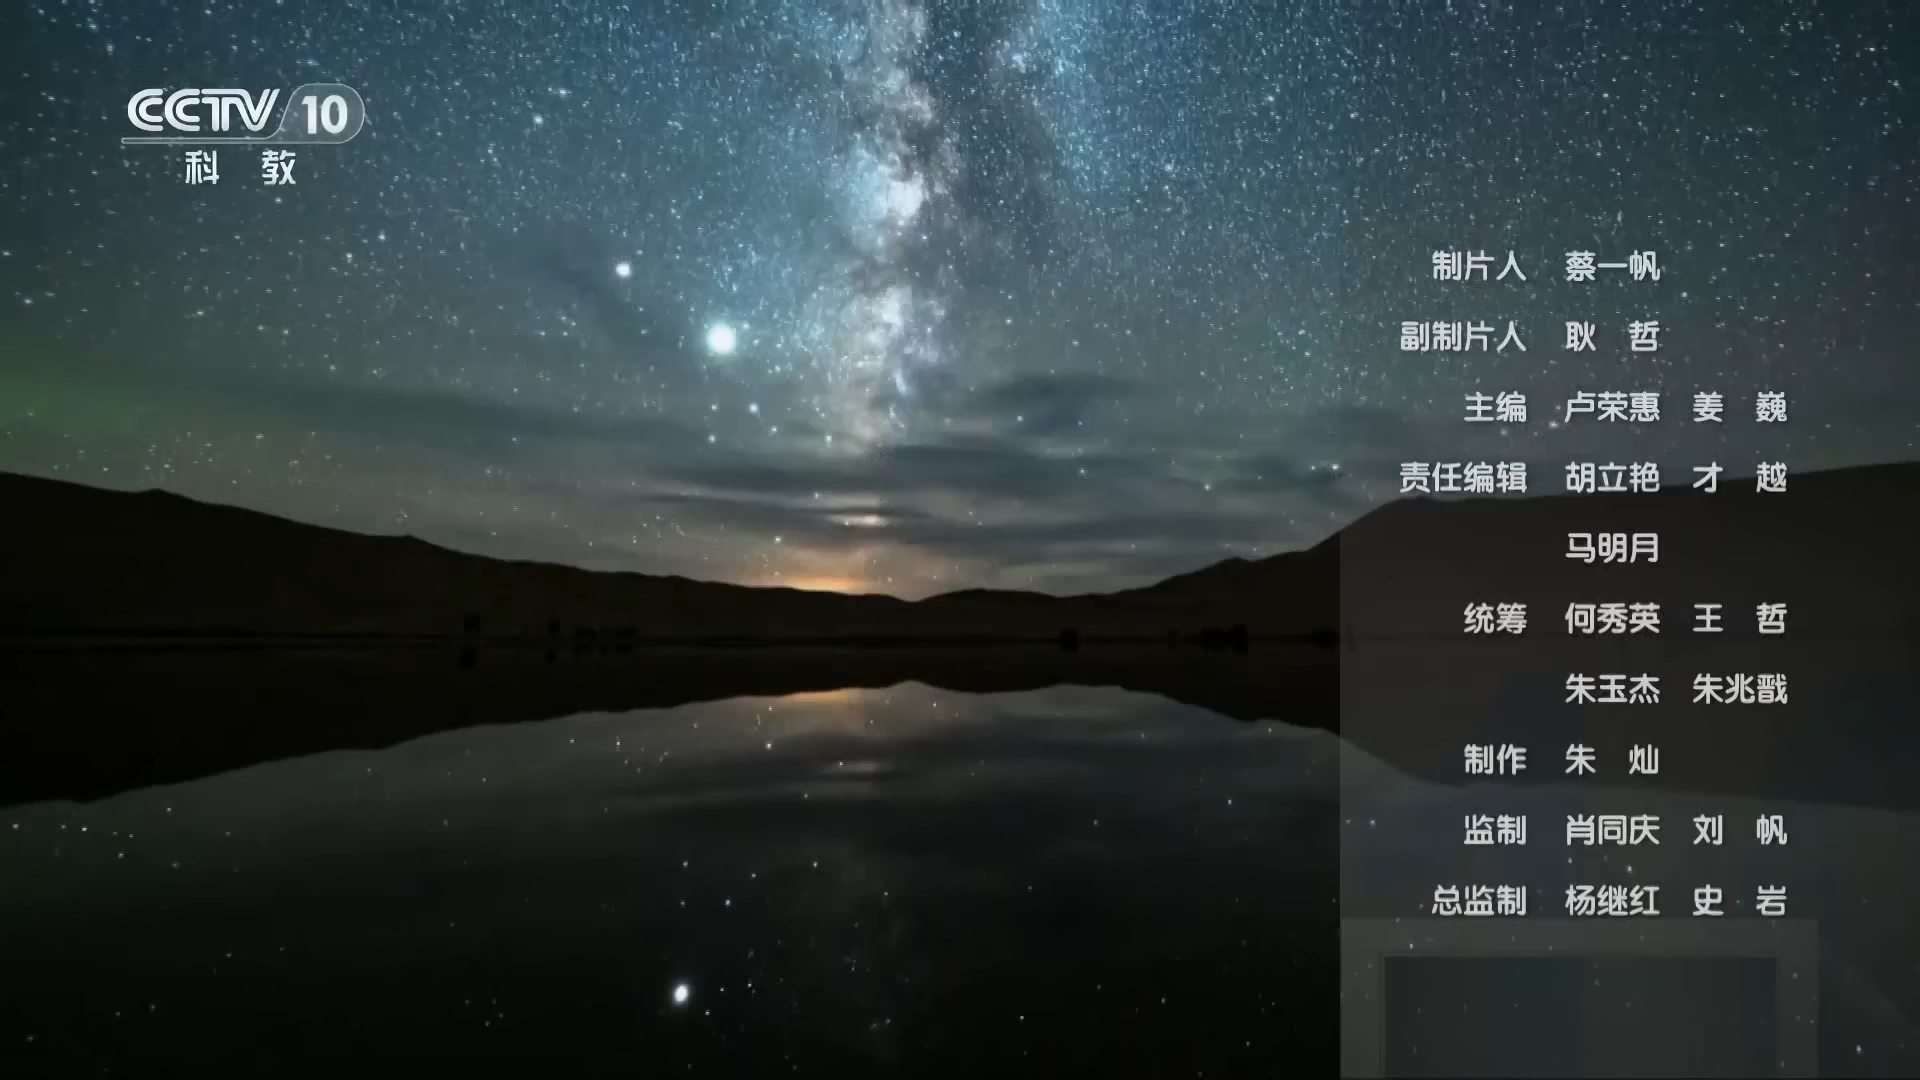 CCTV 10
科 教
制片人 蔡一帆
副制片人 耿 哲
主编 卢荣惠 姜 巍
责任编辑 胡立艳 才 越
马明月
统筹 何秀英 王 哲
朱玉杰 朱兆戬
制作 朱 灿
监制 肖同庆 刘 帆
总监制 杨继红 史 岩